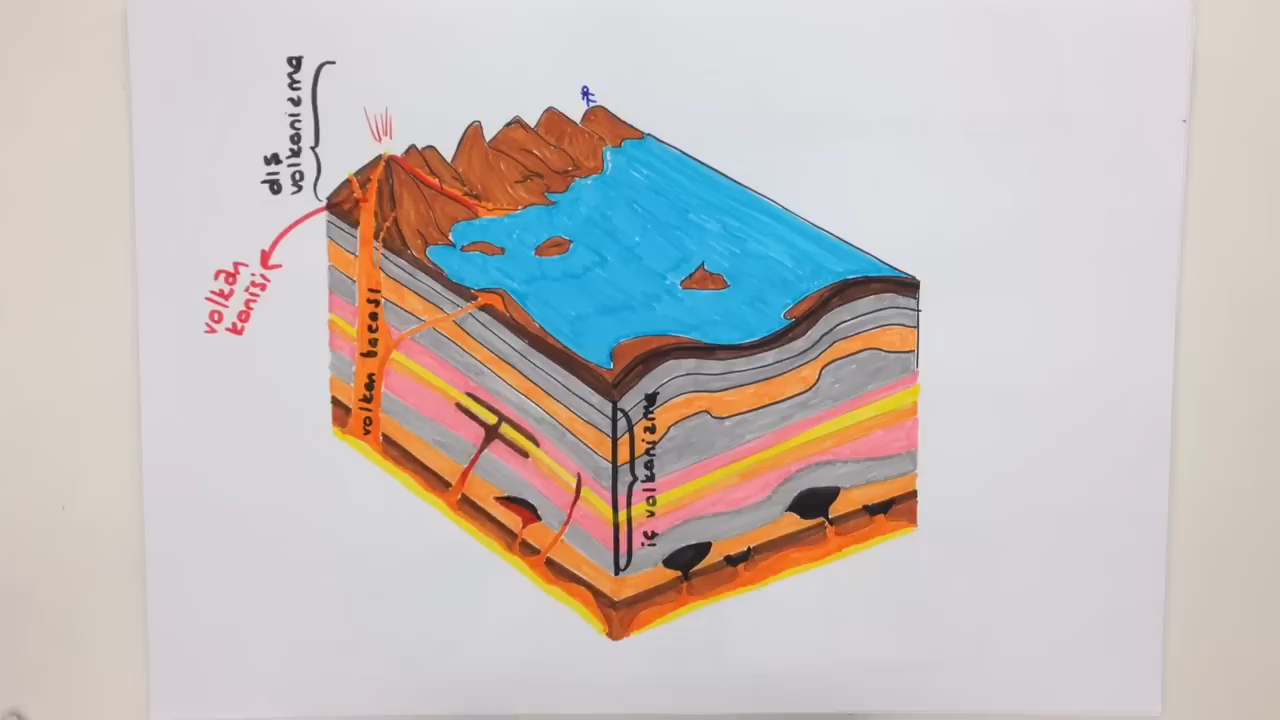 dış
volkanizma
volkan
konisi
volkan bacası
iç volkanizma